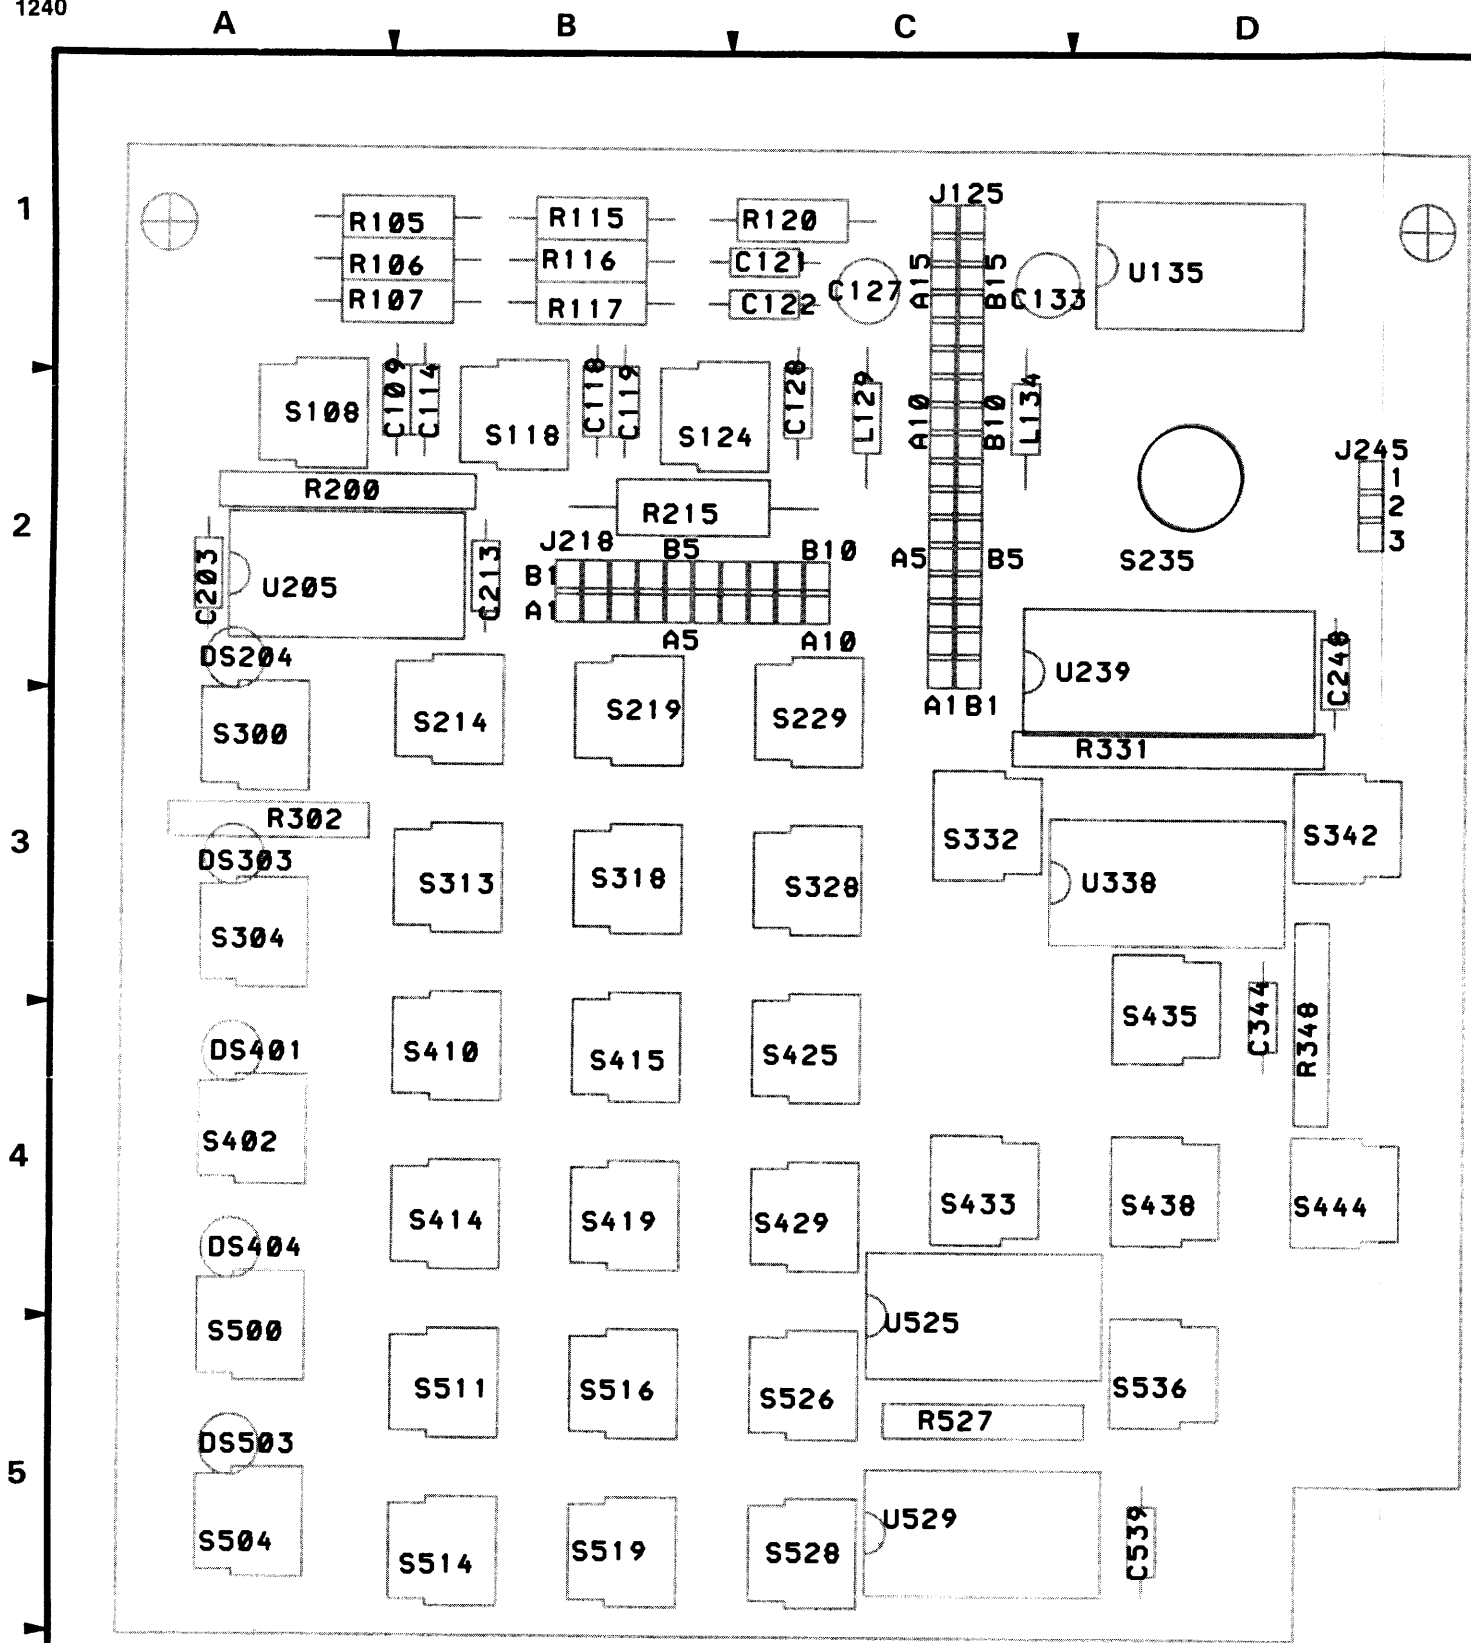 1240
A B C D
1
J125
R105 R115 R120
R106 R116 C121 A15 B15 U135
R107 R117 C122 C127 C133
S108 C109 C114 S118 C118 C119 S124 C128 L129 A10 B10 L134
J245
1
R200 2
2 R215 3
J218 B5 B10 A5 B5 S235
C203 U205 C213 B1
A1
A5 A10
DS204 U239 C248
S300 S214 S219 S229 A1 B1
R331
R302
3 S332 S342
DS303 S313 S318 S328 U338
S304
S435 C344 R348
DS401 S410 S415 S425
S402
4
S414 S419 S429 S433 S438 S444
DS404
S500 U525
S511 S516 S526 S536
R527
DS503
5
U529
S504 S514 S519 S528 C539